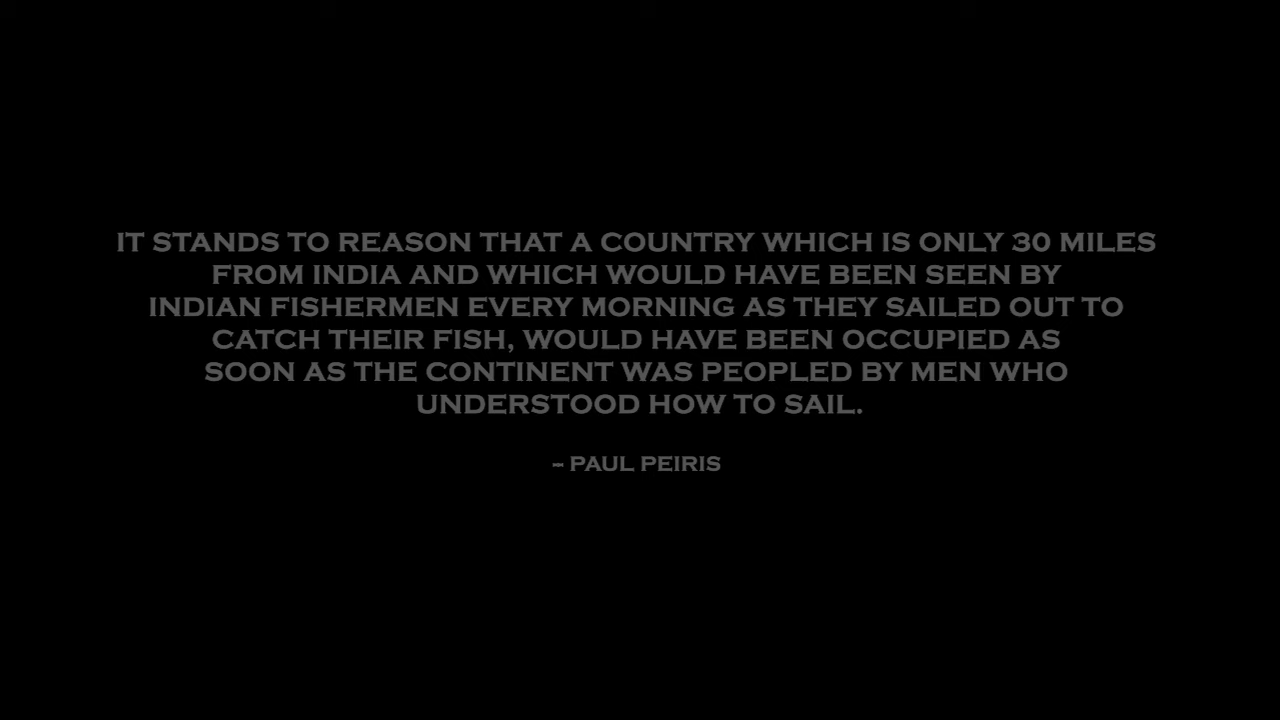 IT STANDS TO REASON THAT A COUNTRY WHICH IS ONLY 30 MILES
FROM INDIA AND WHICH WOULD HAVE BEEN SEEN BY
INDIAN FISHERMEN EVERY MORNING AS THEY SAILED OUT TO
CATCH THEIR FISH, WOULD HAVE BEEN OCCUPIED AS
SOON AS THE CONTINENT WAS PEOPLED BY MEN WHO
UNDERSTOOD HOW TO SAIL.
– PAUL PEIRIS